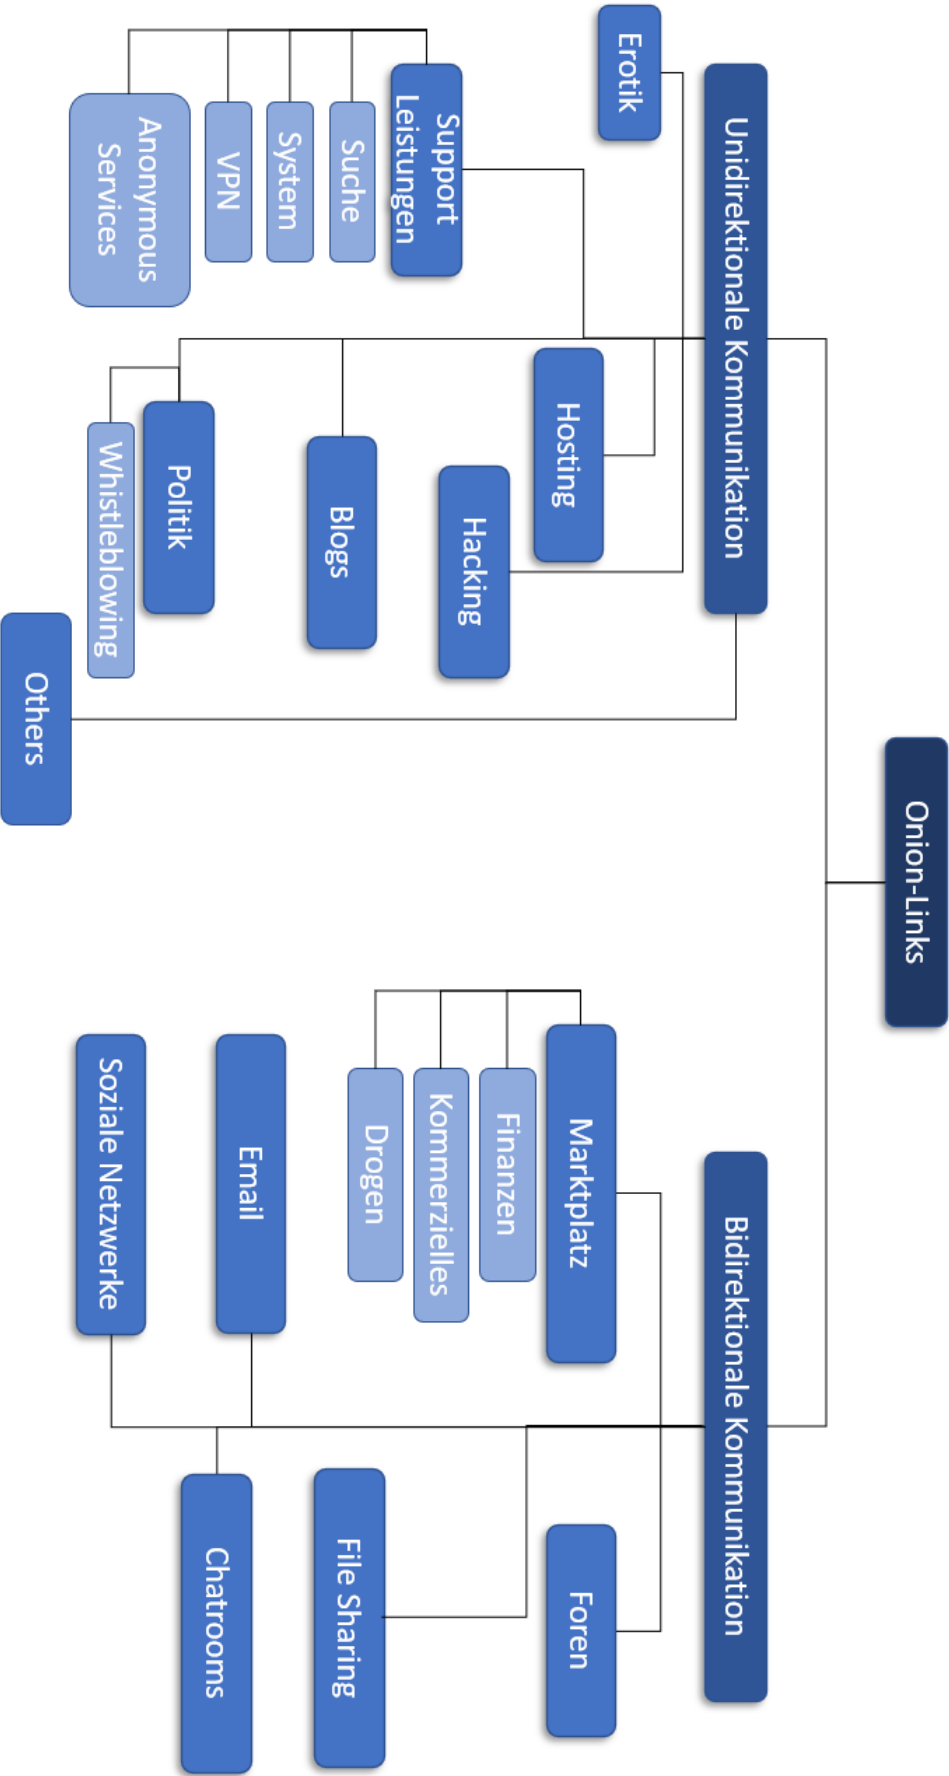 Onion-Links
Unidirektionale Kommunikation
Erotik
Hosting
Hacking
Support
Leistungen
Suche
System
VPN
Anonymous
Services
Blogs
Politik
Whistleblowing
Others
Bidirektionale Kommunikation
Marktplatz
Finanzen
Kommerzielles
Drogen
Foren
File Sharing
Email
Chatrooms
Soziale Netzwerke